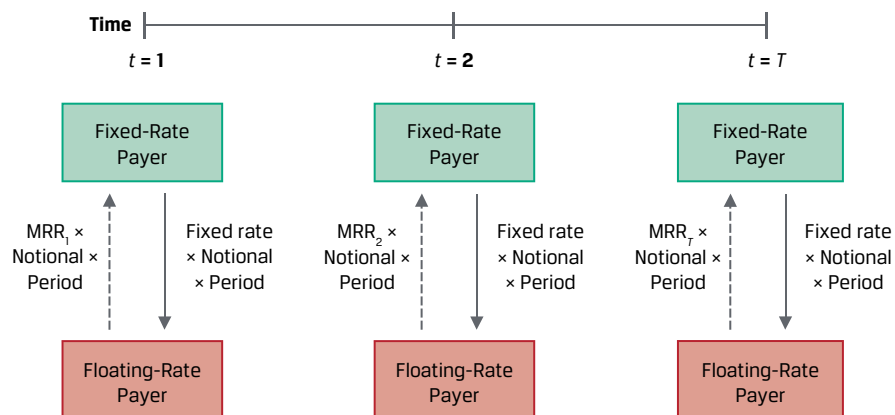 Time
t = 1 t = 2 t = T
Fixed-Rate
Payer
Fixed-Rate
Payer
Fixed-Rate
Payer
MRR₁ ×
Notional ×
Period
Fixed rate
× Notional
× Period
MRR₂ ×
Notional ×
Period
Fixed rate
× Notional
× Period
MRR_T ×
Notional ×
Period
Fixed rate
× Notional
× Period
Floating-Rate
Payer
Floating-Rate
Payer
Floating-Rate
Payer